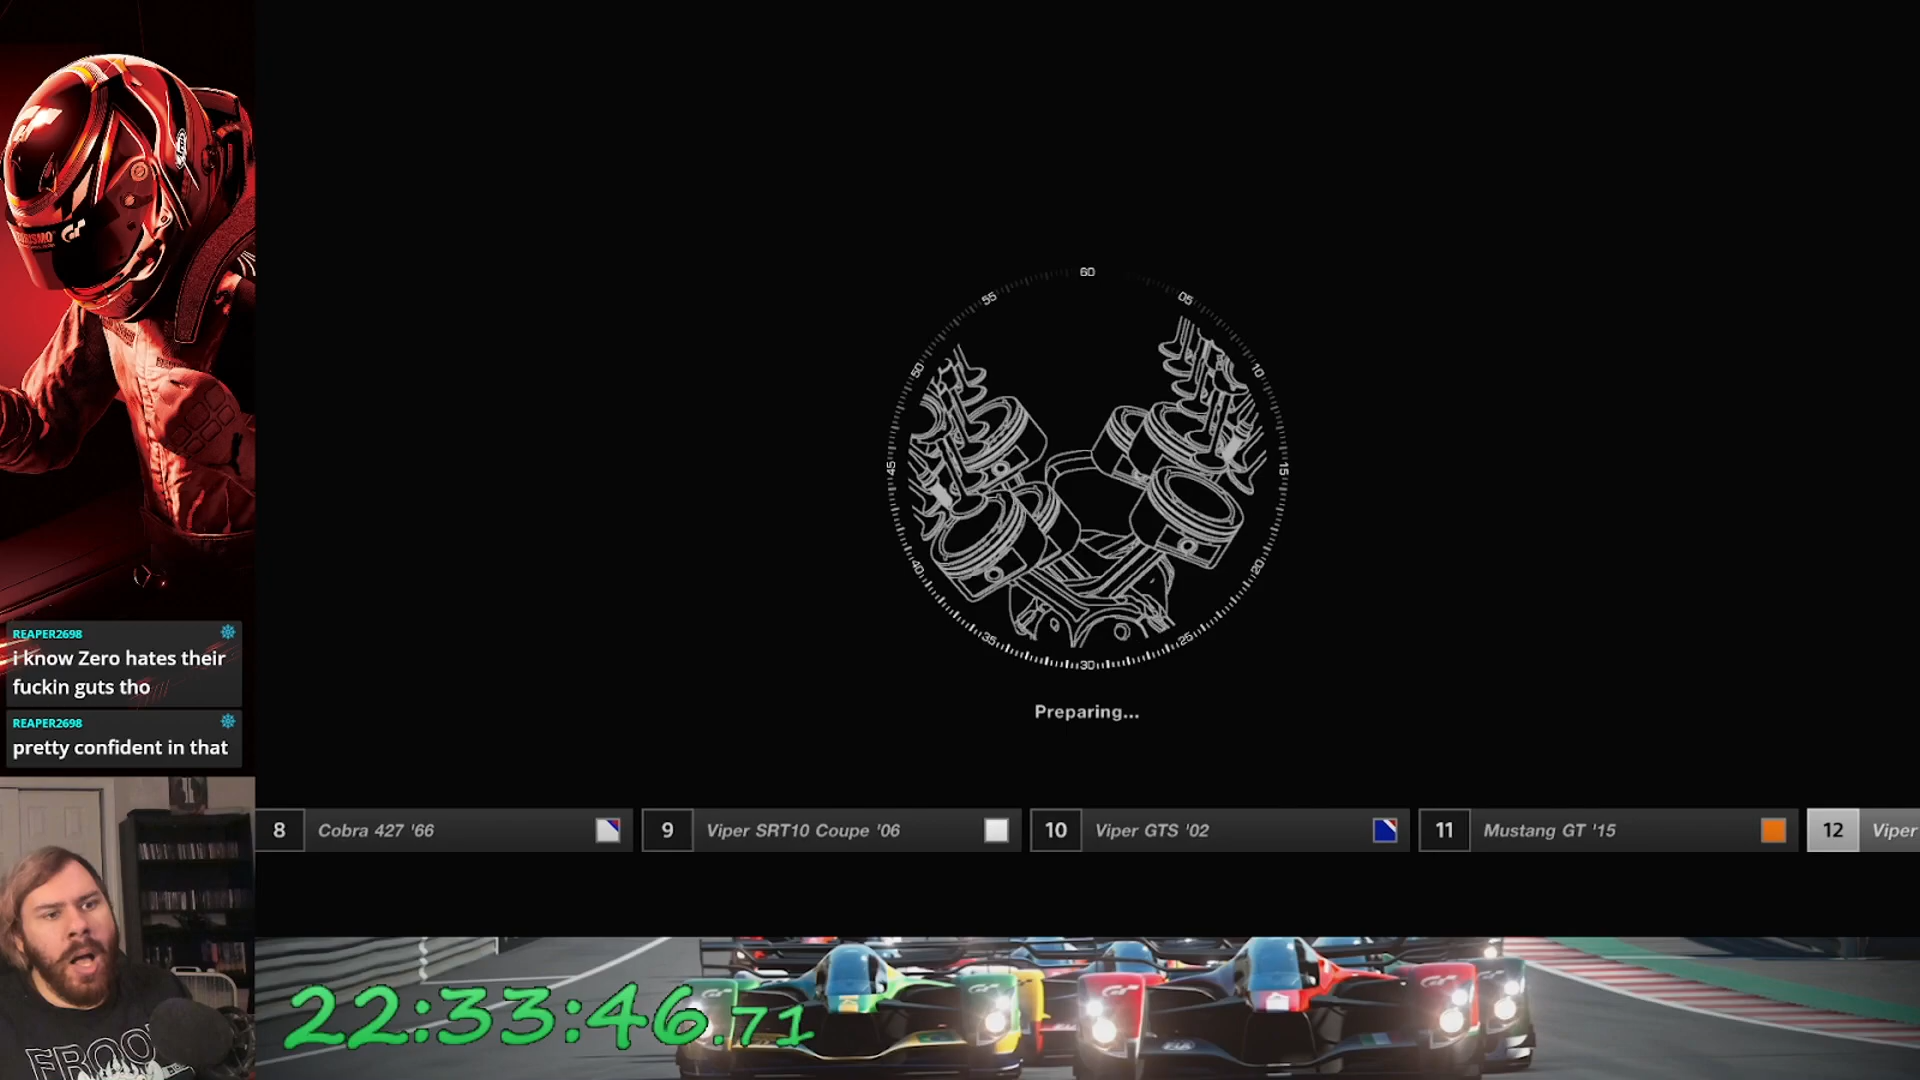 REAPER2698
i know Zero hates their
fuckin guts tho
REAPER2698
pretty confident in that
60
05
10
15
20
25
30
35
40
45
50
55
Preparing...
8 Cobra 427 '66
9 Viper SRT10 Coupe '06
10 Viper GTS '02
11 Mustang GT '15
12 Viper
22:33:46.71